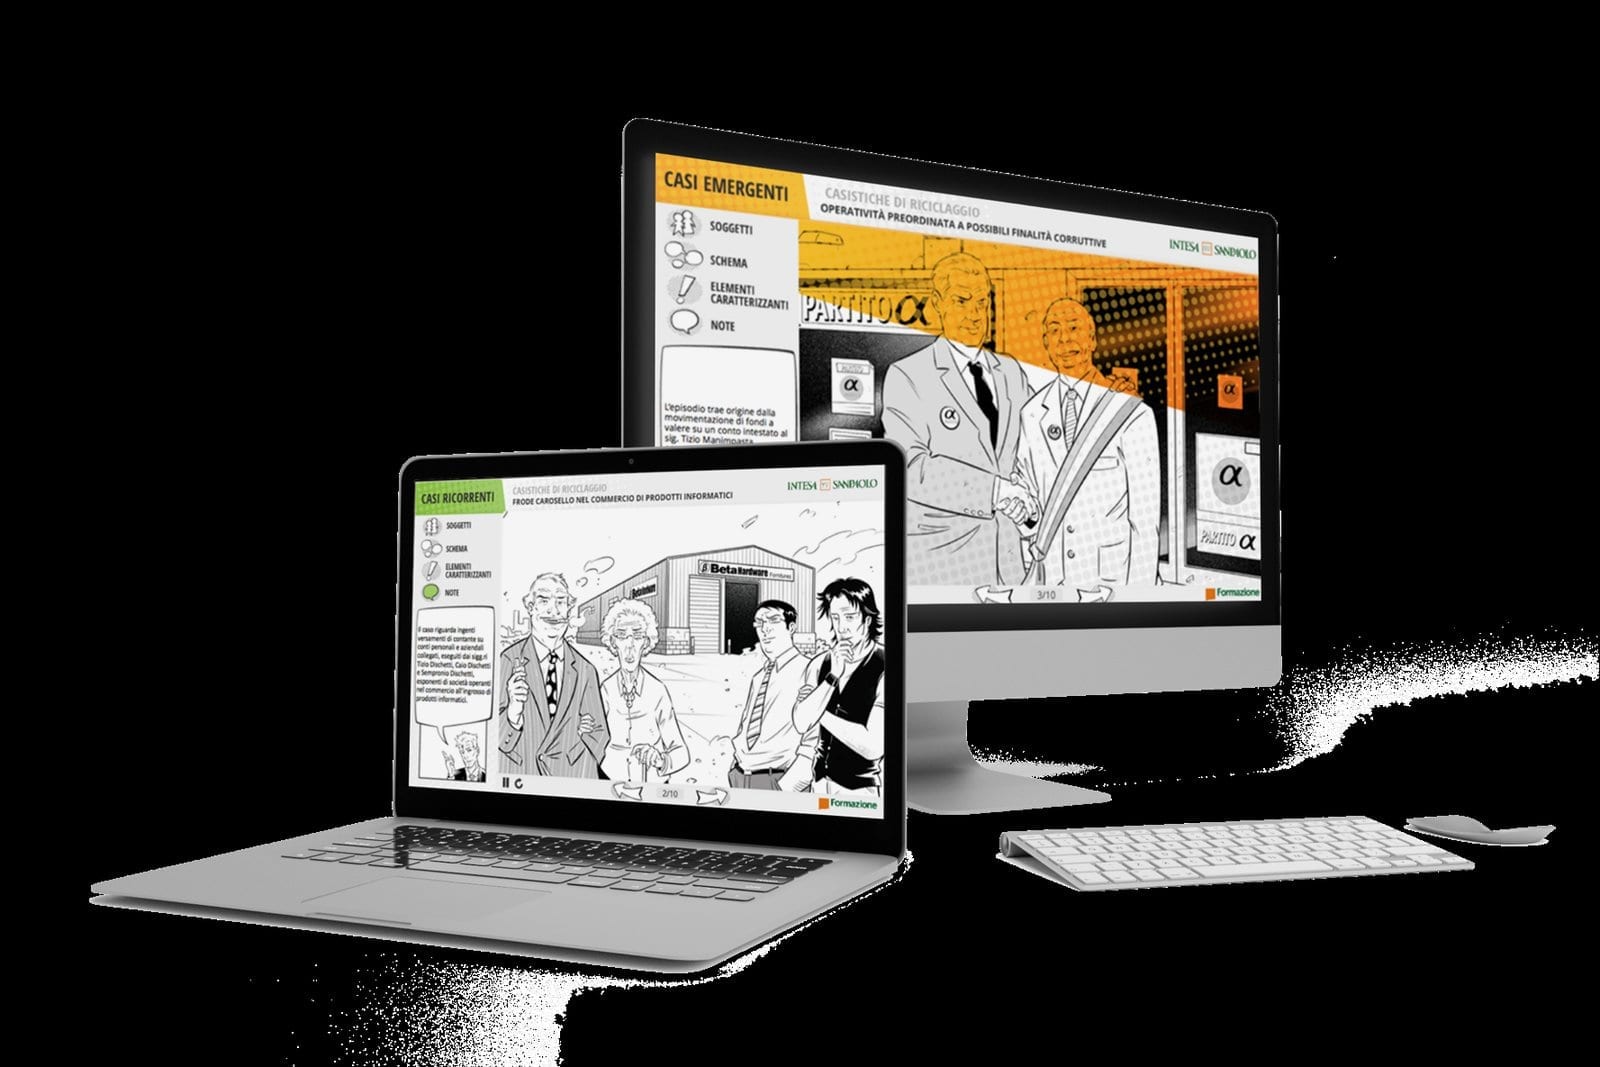 CASI EMERGENTI
CASISTICHE DI RICICLAGGIO
OPERATIVITÀ PREORDINATA A POSSIBILI FINALITÀ CORRUTTIVE
INTESA SANPAOLO
SOGGETTI
SCHEMA
ELEMENTI
CARATTERIZZANTI
NOTE
L'episodio trae origine dalla
movimentazione di fondi a
valere su un conto intestato al
sig. Tizio Manimpasta
PARTITO α
PARTITO
α
α
α
α
α
PARTITO α
3/10
Formazione
CASI RICORRENTI
CASISTICHE DI RICICLAGGIO
FRODE CAROSELLO NEL COMMERCIO DI PRODOTTI INFORMATICI
INTESA SANPAOLO
SOGGETTI
SCHEMA
ELEMENTI
CARATTERIZZANTI
NOTE
Il caso riguarda ingenti
versamenti di contante su
conti personali e aziendali
collegati, eseguiti dai sigg.ri
Tizio Dischetti, Caio Dischetti
e Sempronio Dischetti,
esponenti di società operanti
nel commercio all'ingrosso di
prodotti informatici.
β BetaHardware Fornitures
2/10
Formazione